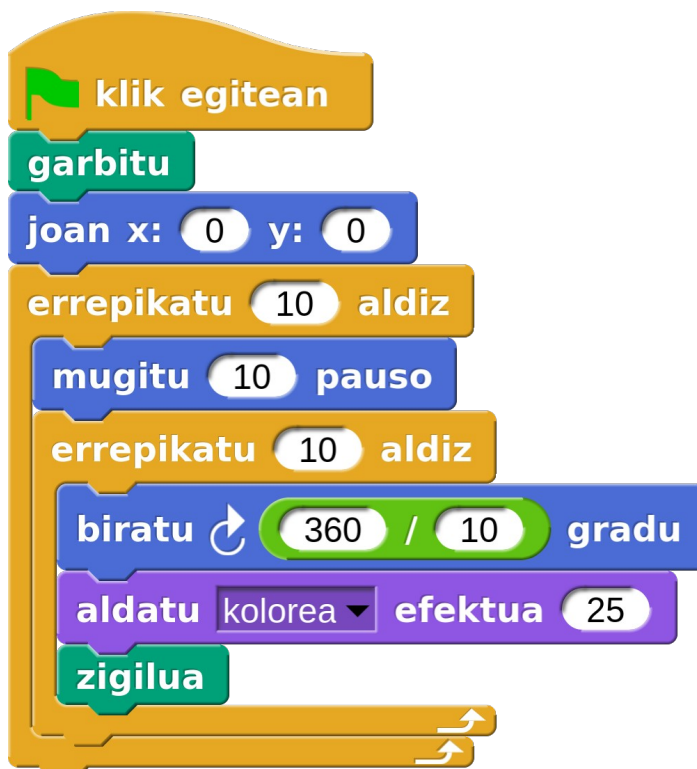 klik egitean
garbitu
joan x: 0 y: 0
errepikatu 10 aldiz
mugitu 10 pauso
errepikatu 10 aldiz
biratu 360 / 10 gradu
aldatu kolorea efektua 25
zigilua